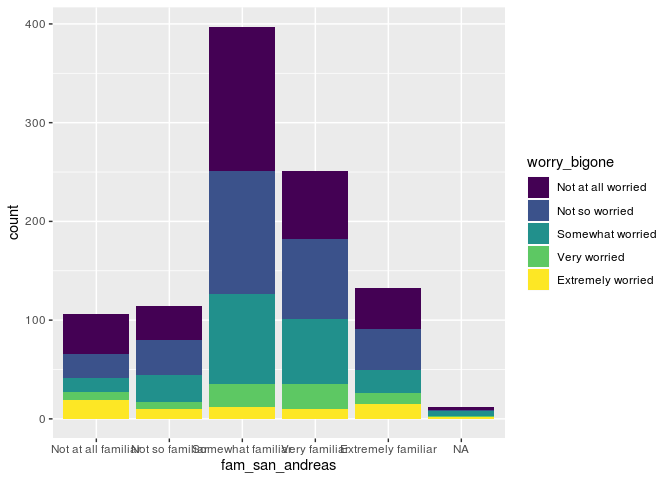 400
300
200
100
0
count
Not at all familiar
Not so familiar
Somewhat familiar
Very familiar
Extremely familiar
NA
fam_san_andreas
worry_bigone
Not at all worried
Not so worried
Somewhat worried
Very worried
Extremely worried